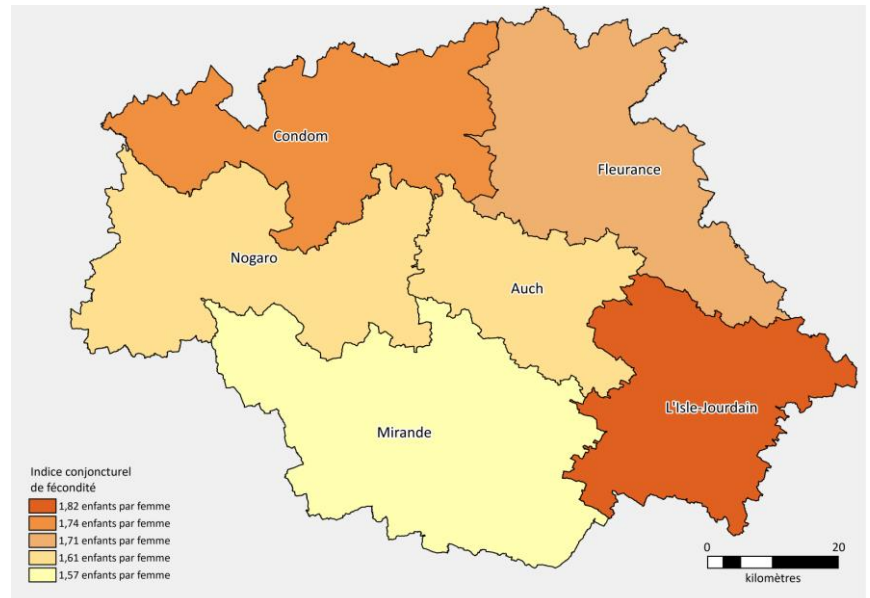 Condom
Fleurance
Nogaro
Auch
L'Isle-Jourdain
Mirande
Indice conjoncturel
de fécondité
1,82 enfants par femme
1,74 enfants par femme
1,71 enfants par femme
1,61 enfants par femme
1,57 enfants par femme
0 20
kilomètres